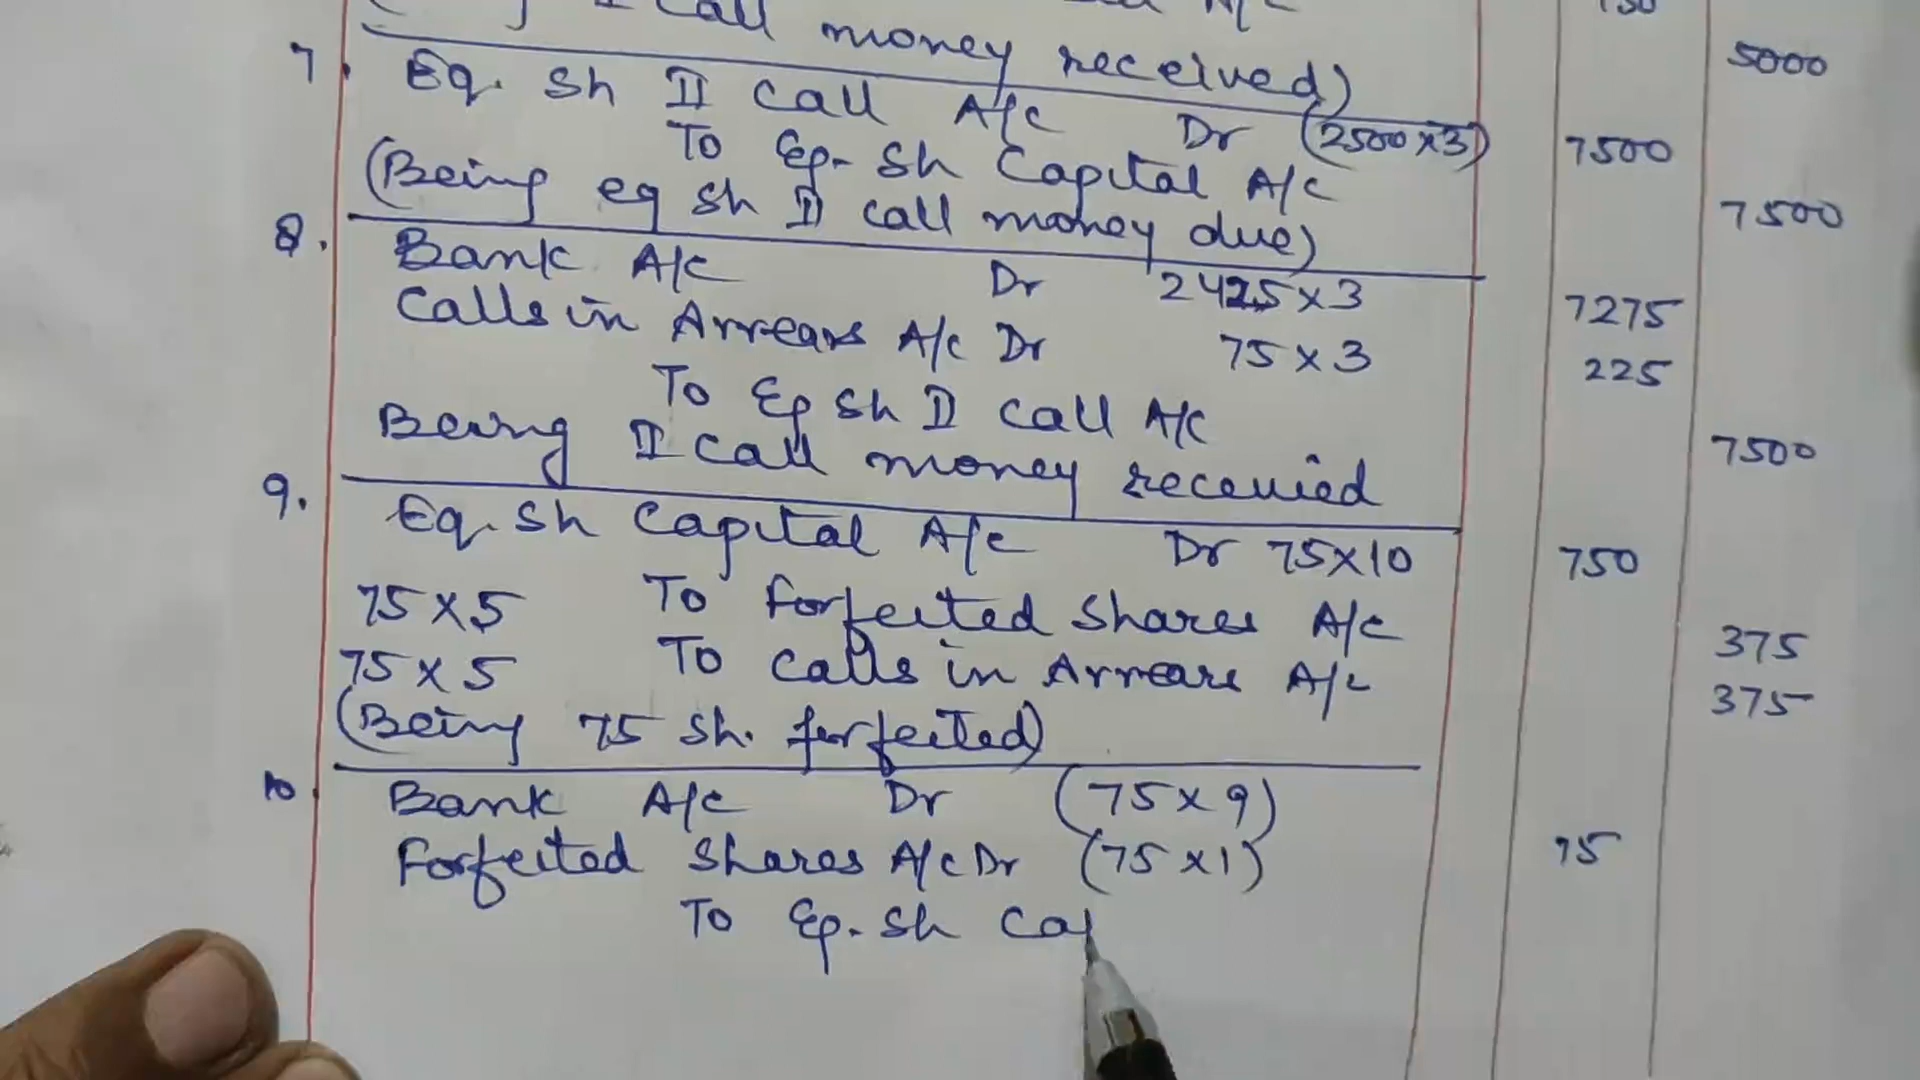 I Call money received)
5000
7. Eq. Sh II Call A/c Dr (2500x3) 7500
To Eq. Sh Capital A/c 7500
(Being eq Sh II call money due)
8. Bank A/c Dr 2425x3 7275
Calls in Arrears A/c Dr 75x3 225
To Eq Sh II Call A/c 7500
Being II Call money receuied
9. Eq. Sh Capital A/c Dr 75x10 750
75x5 To Forfeited Shares A/c 375
75x5 To Calls in Arrears A/c 375
(Being 75 Sh. forfeited)
10. Bank A/c Dr (75x9)
Forfeited Shares A/c Dr (75x1) 75
To Eq. Sh Cap